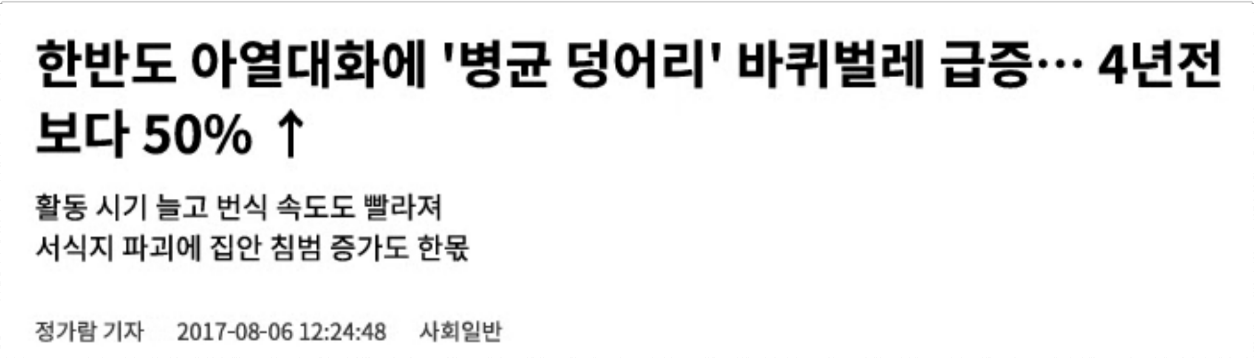 한반도 아열대화에 '병균 덩어리' 바퀴벌레 급증… 4년전
보다 50% ↑
활동 시기 늘고 번식 속도도 빨라져
서식지 파괴에 집안 침범 증가도 한몫
정가람 기자 2017-08-06 12:24:48 사회일반